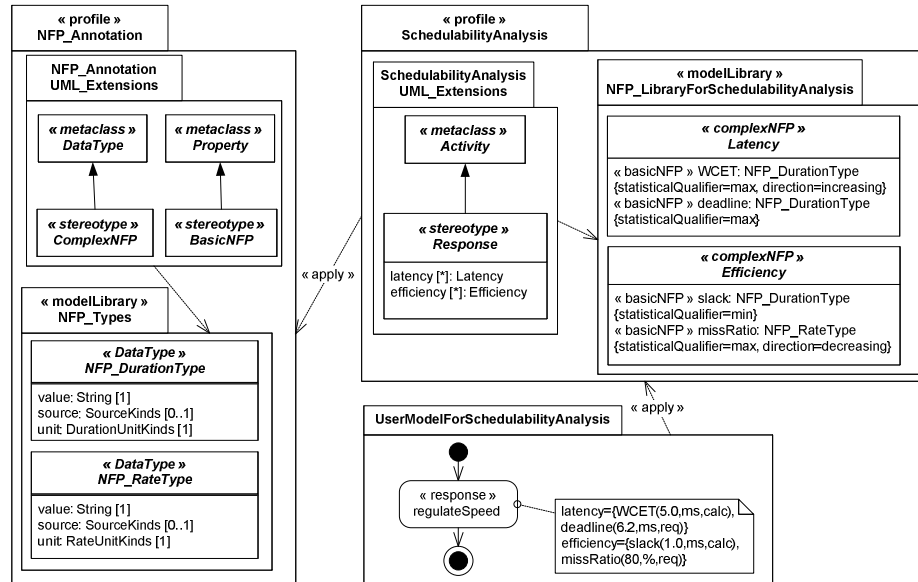 « profile »
NFP_Annotation
NFP_Annotation
UML_Extensions
« metaclass »
DataType
« metaclass »
Property
« stereotype »
ComplexNFP
« stereotype »
BasicNFP
« modelLibrary »
NFP_Types
« DataType »
NFP_DurationType
value: String [1]
source: SourceKinds [0..1]
unit: DurationUnitKinds [1]
« DataType »
NFP_RateType
value: String [1]
source: SourceKinds [0..1]
unit: RateUnitKinds [1]
« apply »
« profile »
SchedulabilityAnalysis
SchedulabilityAnalysis
UML_Extensions
« metaclass »
Activity
« stereotype »
Response
latency [*]: Latency
efficiency [*]: Efficiency
« modelLibrary »
NFP_LibraryForSchedulabilityAnalysis
« complexNFP »
Latency
« basicNFP » WCET: NFP_DurationType
{statisticalQualifier=max, direction=increasing}
« basicNFP » deadline: NFP_DurationType
{statisticalQualifier=max}
« complexNFP »
Efficiency
« basicNFP » slack: NFP_DurationType
{statisticalQualifier=min}
« basicNFP » missRatio: NFP_RateType
{statisticalQualifier=max, direction=decreasing}
« apply »
UserModelForSchedulabilityAnalysis
« response »
regulateSpeed
latency={WCET(5.0,ms,calc),
deadline(6.2,ms,req)}
efficiency={slack(1.0,ms,calc),
missRatio(80,%,req)}